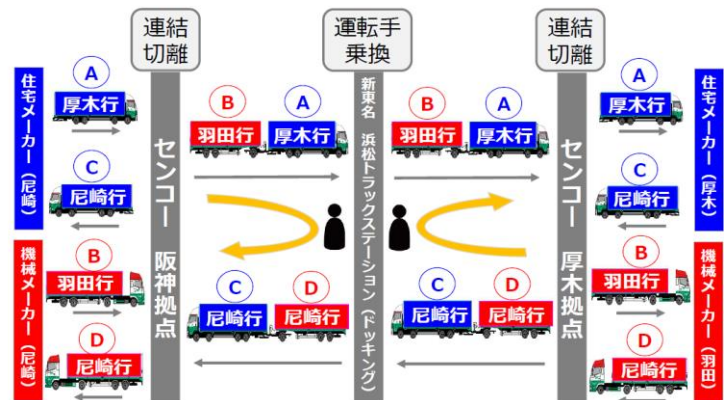 連結
切離
運転手
乗換
連結
切離
住宅メーカー（尼崎）
A
厚木行
C
尼崎行
機械メーカー（尼崎）
B
羽田行
D
尼崎行
センコー 阪神拠点
B
羽田行
A
厚木行
C
尼崎行
D
尼崎行
新東名 浜松トラックステーション（ドッキング）
B
羽田行
A
厚木行
C
尼崎行
D
尼崎行
センコー 厚木拠点
A
厚木行
C
尼崎行
B
羽田行
D
尼崎行
住宅メーカー（厚木）
機械メーカー（羽田）